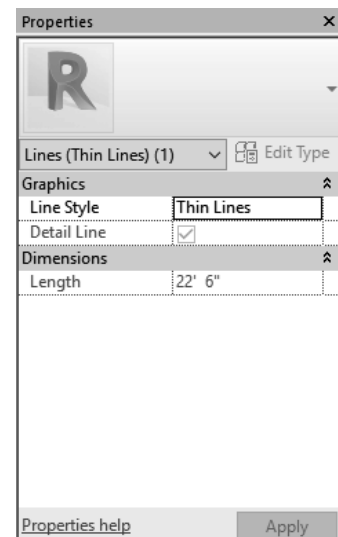 Properties
R
Lines (Thin Lines) (1) Edit Type
Graphics
Line Style Thin Lines
Detail Line
Dimensions
Length 22' 6"
Properties help Apply